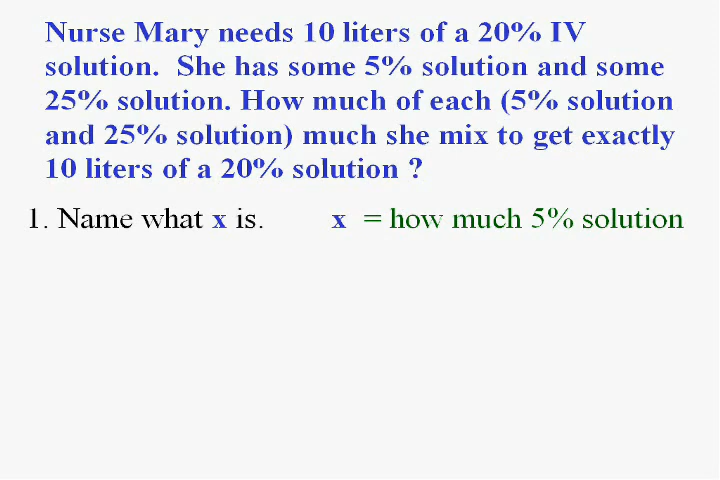 Nurse Mary needs 10 liters of a 20% IV
solution. She has some 5% solution and some
25% solution. How much of each (5% solution
and 25% solution) much she mix to get exactly
10 liters of a 20% solution ?
1. Name what x is. x = how much 5% solution